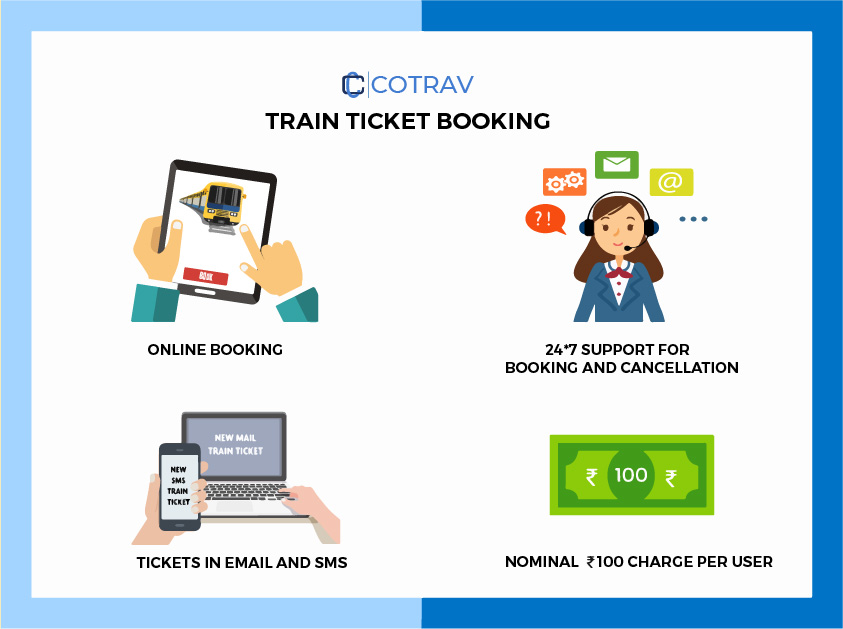 COTRAV
TRAIN TICKET BOOKING
BOOK
ONLINE BOOKING
?!
@
24*7 SUPPORT FOR
BOOKING AND CANCELLATION
NEW MAIL
TRAIN TICKET
NEW
SMS
TRAIN
TICKET
TICKETS IN EMAIL AND SMS
₹ 100 ₹
NOMINAL ₹100 CHARGE PER USER